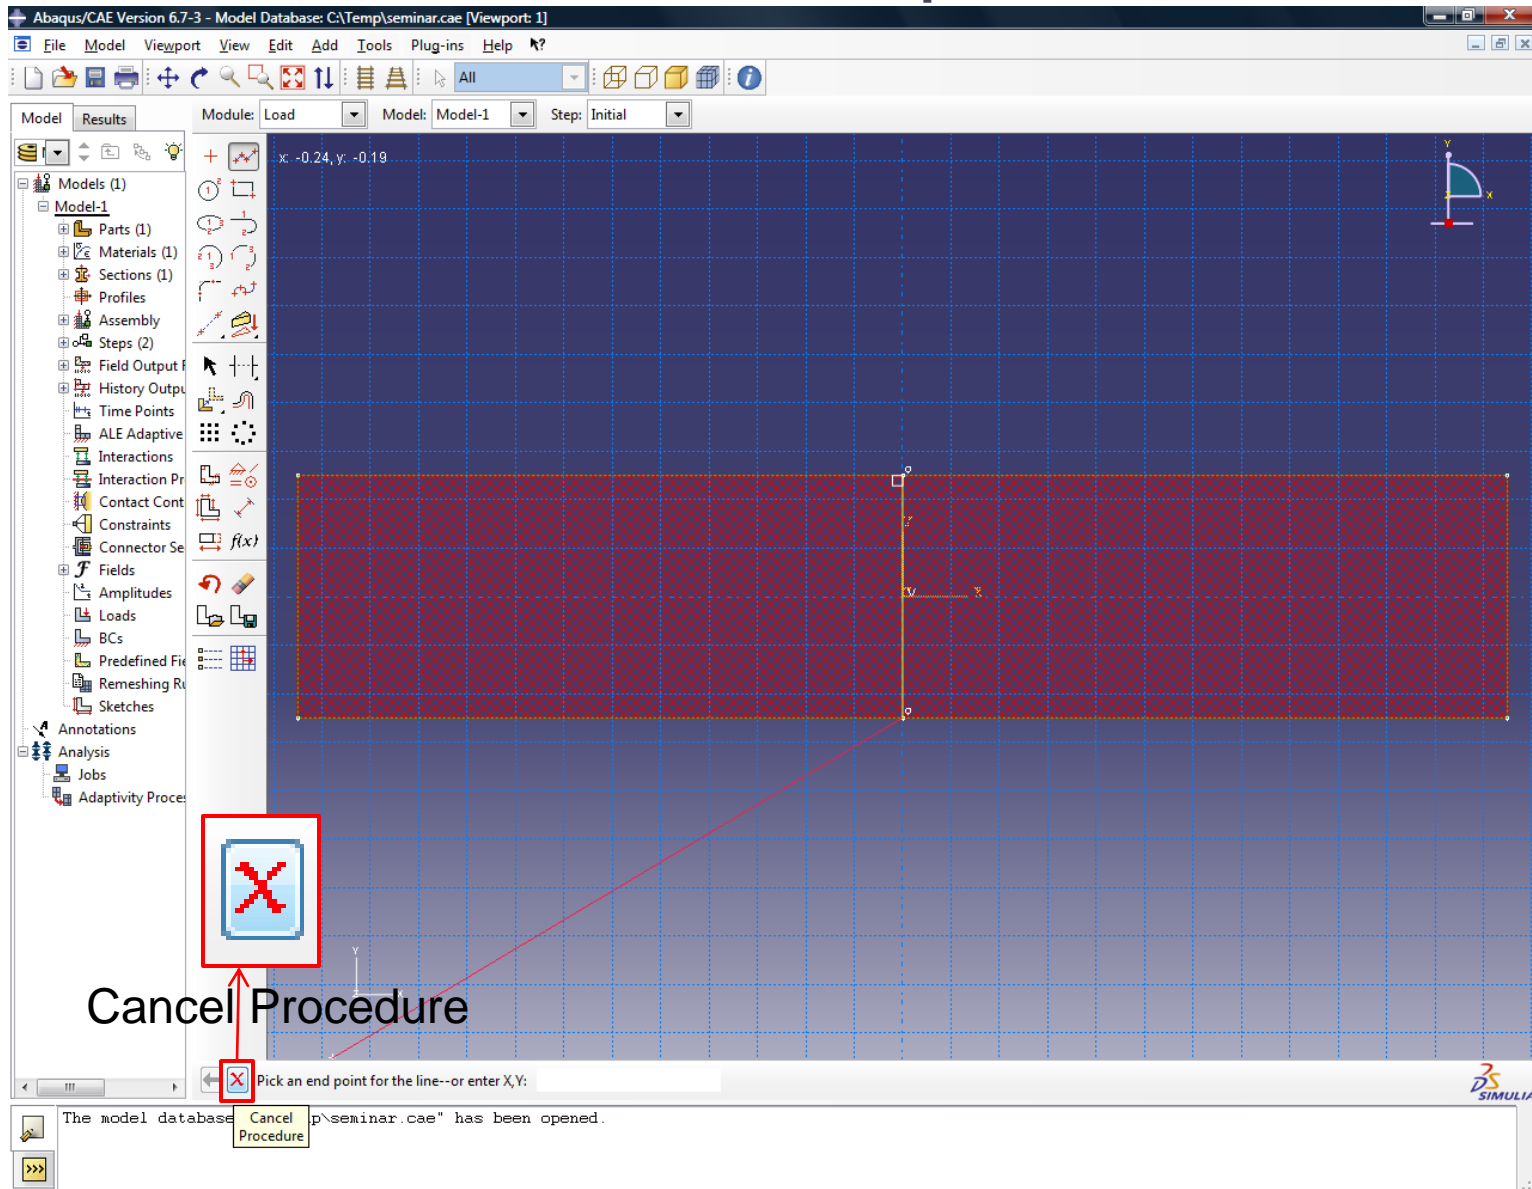 Abaqus/CAE Version 6.7-3 - Model Database: C:\Temp\seminar.cae [Viewport: 1]
File Model Viewport View Edit Add Tools Plug-ins Help
All
Model Results
Module: Load Model: Model-1 Step: Initial
x: -0.24, y: -0.19
Models (1)
Model-1
Parts (1)
Materials (1)
Sections (1)
Profiles
Assembly
Steps (2)
Field Output
History Outpu
Time Points
ALE Adaptive
Interactions
Interaction Pr
Contact Cont
Constraints
Connector Se
Fields
Amplitudes
Loads
BCs
Predefined Fie
Remeshing Ru
Sketches
Annotations
Analysis
Jobs
Adaptivity Proces
f(x)
Y
X
Z
Y
X
Z
Cancel Procedure
Pick an end point for the line--or enter X,Y:
SIMULIA
The model database p\seminar.cae" has been opened.
Cancel
Procedure